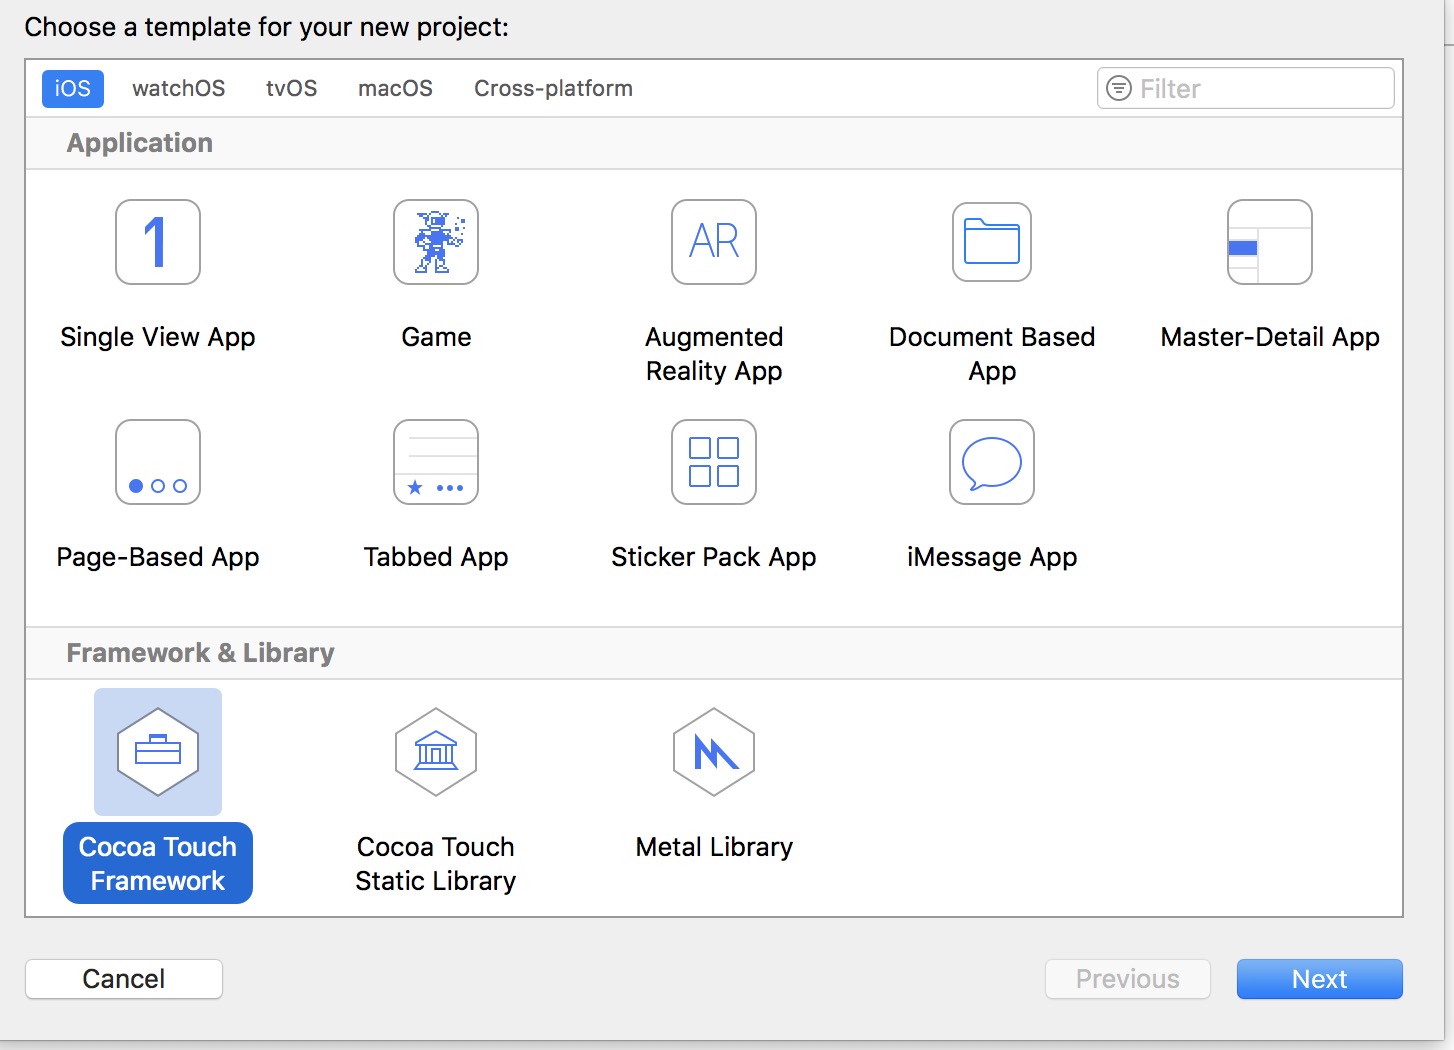 Choose a template for your new project:
iOS watchOS tvOS macOS Cross-platform Filter
Application
1 AR
Single View App Game Augmented Document Based Master-Detail App
Reality App App
Page-Based App Tabbed App Sticker Pack App iMessage App
Framework & Library
Cocoa Touch Cocoa Touch Metal Library
Framework Static Library
Cancel Previous Next